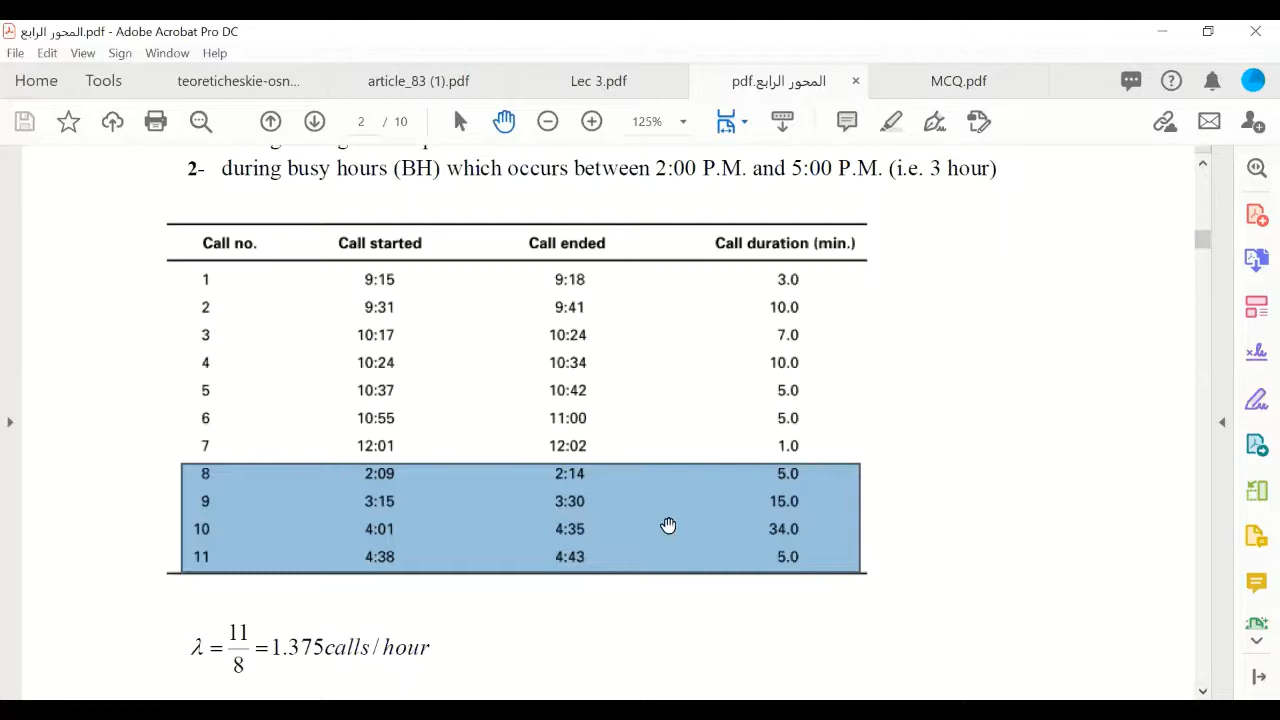 المحور الرابع.pdf - Adobe Acrobat Pro DC
File Edit View Sign Window Help
Home Tools teoreticheskie-osn... article_83 (1).pdf Lec 3.pdf المحور الرابع.pdf × MCQ.pdf
2 / 10 125%
2- during busy hours (BH) which occurs between 2:00 P.M. and 5:00 P.M. (i.e. 3 hour)
Call no. Call started Call ended Call duration (min.)
1 9:15 9:18 3.0
2 9:31 9:41 10.0
3 10:17 10:24 7.0
4 10:24 10:34 10.0
5 10:37 10:42 5.0
6 10:55 11:00 5.0
7 12:01 12:02 1.0
8 2:09 2:14 5.0
9 3:15 3:30 15.0
10 4:01 4:35 34.0
11 4:38 4:43 5.0
λ = 11/8 = 1.375calls / hour